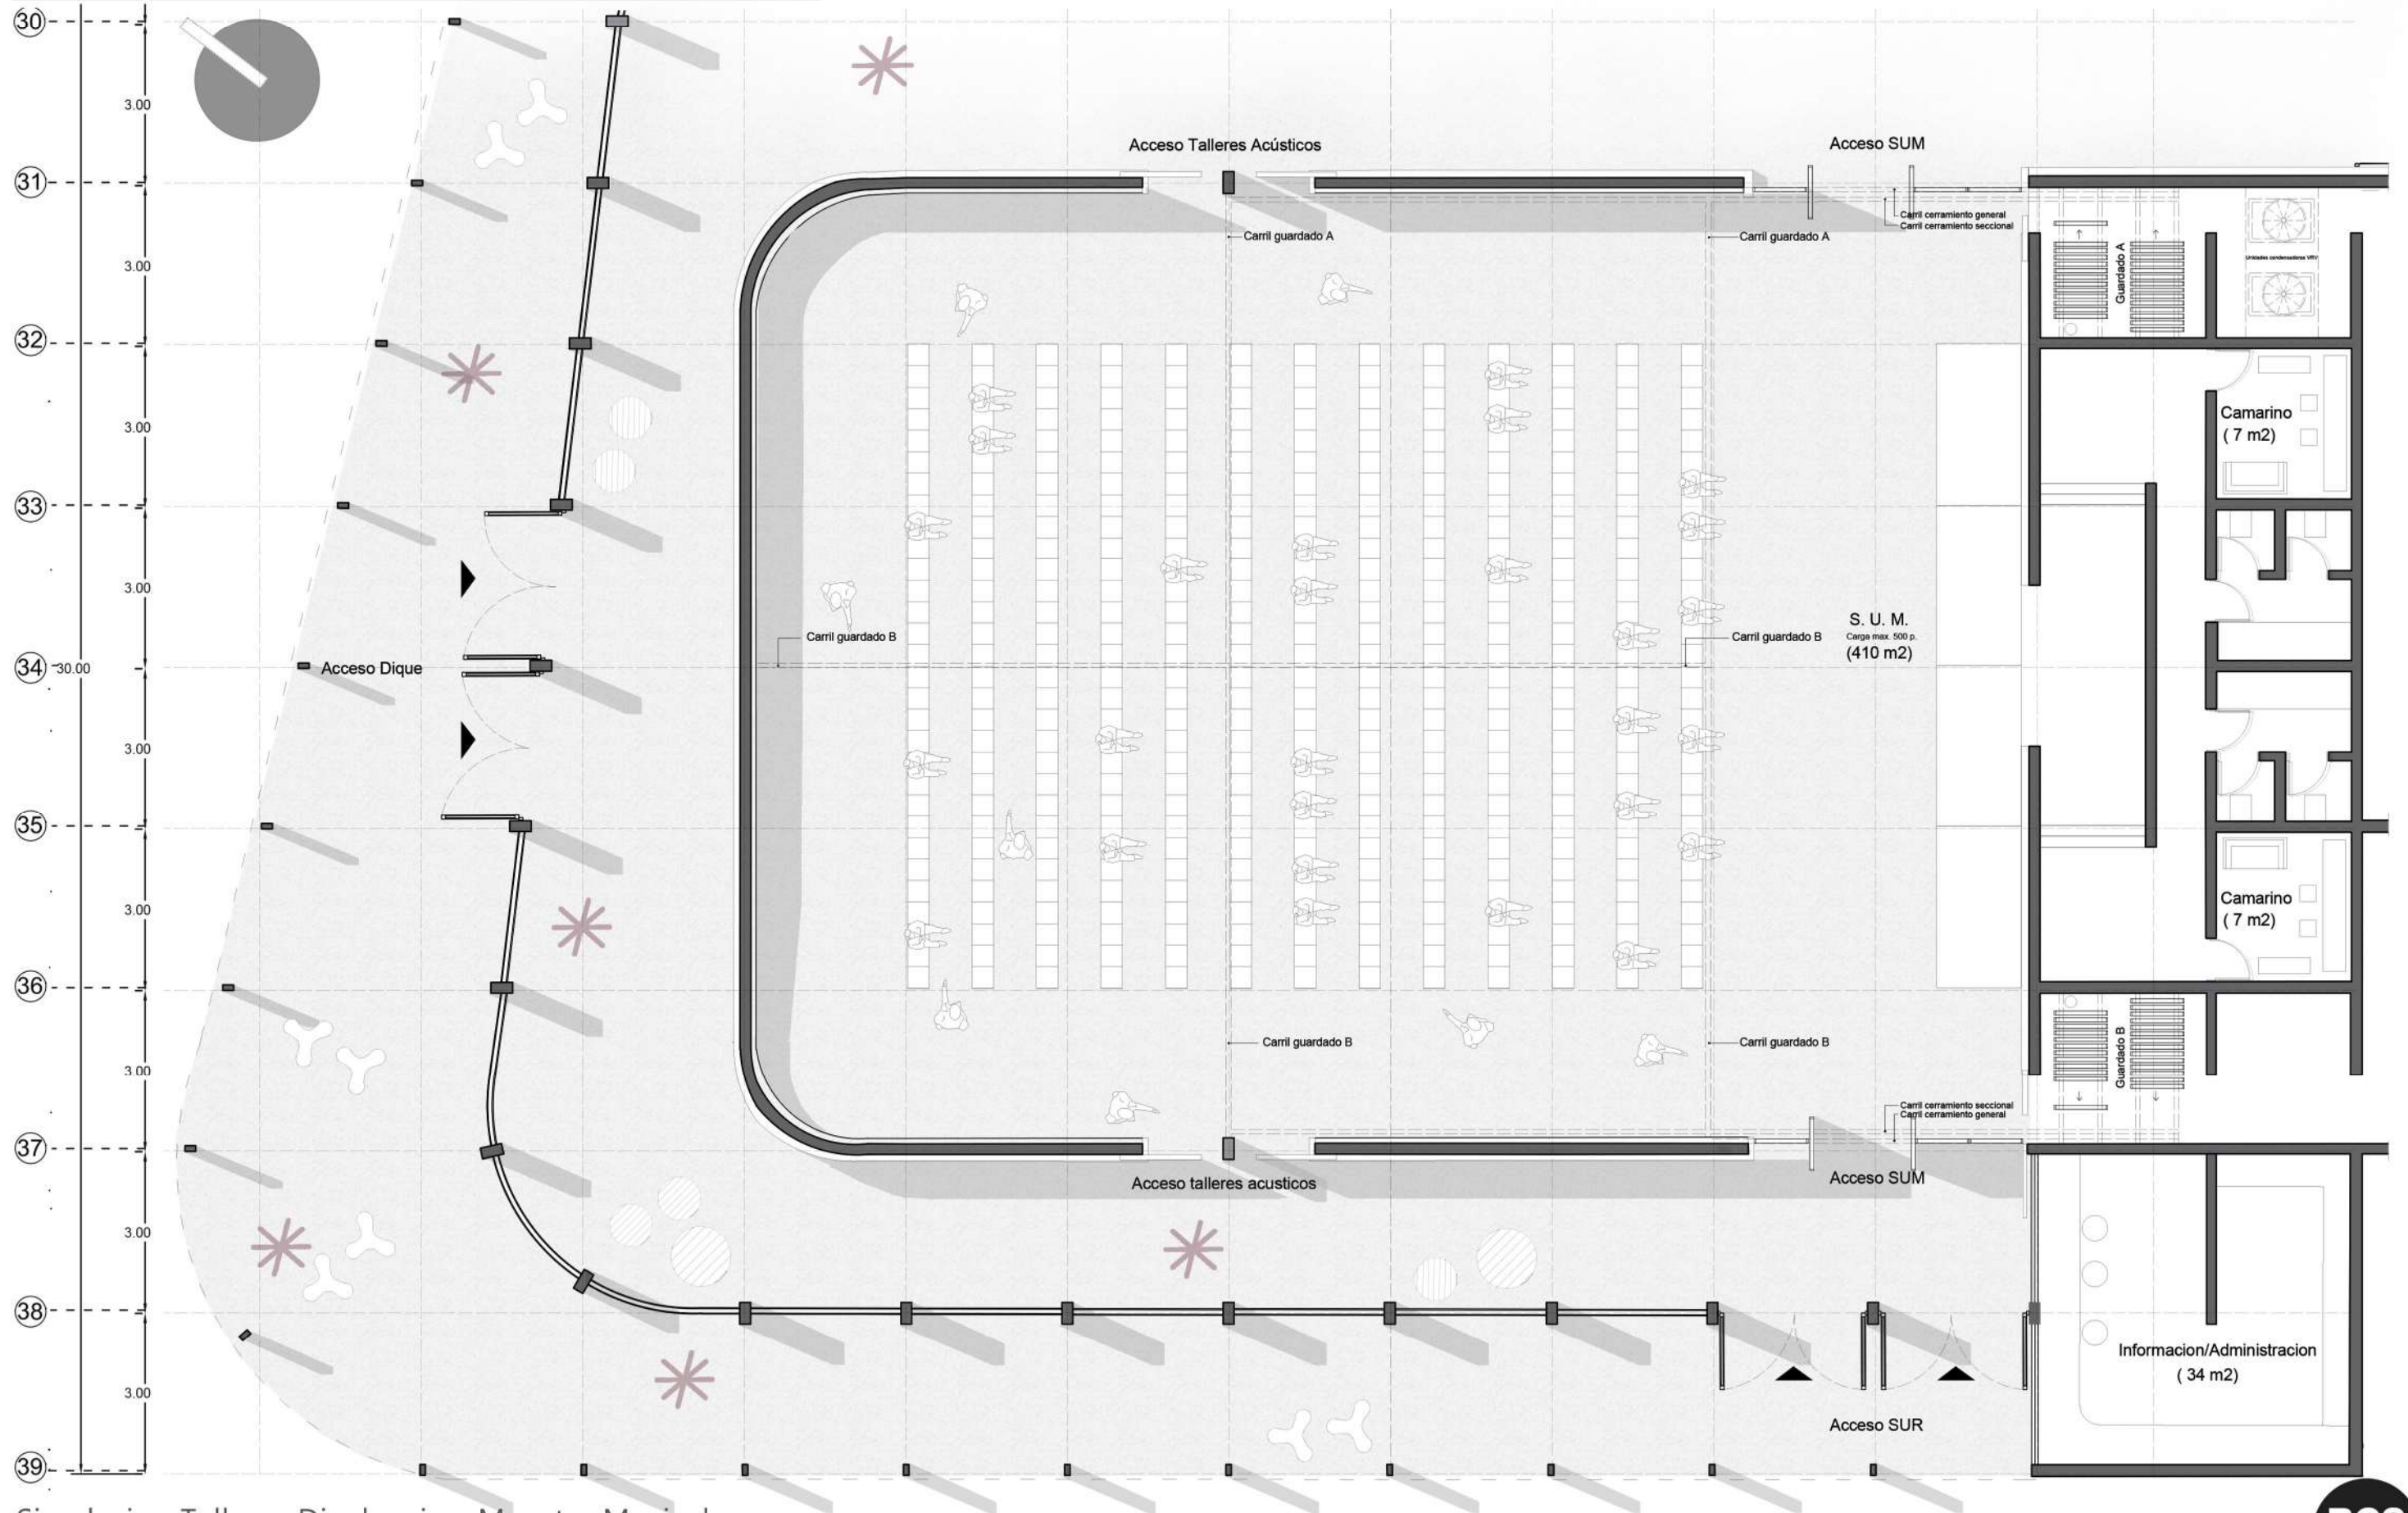 30
3.00
Acceso Talleres Acústicos
Acceso SUM
31
Carril cerramiento general
Carril cerramiento seccional
Carril guardado A
Carril guardado A
Guardado A
Unidades condensadoras VRV
3.00
32
Camarino
( 7 m2)
3.00
33
3.00
S. U. M.
Carga max. 500 p.
(410 m2)
Carril guardado B
Carril guardado B
34
30.00
Acceso Dique
3.00
35
3.00
Camarino
( 7 m2)
36
Carril guardado B
Carril guardado B
Guardado B
3.00
Carril cerramiento seccional
Carril cerramiento general
37
Acceso talleres acusticos
Acceso SUM
3.00
38
Informacion/Administracion
( 34 m2)
3.00
Acceso SUR
39